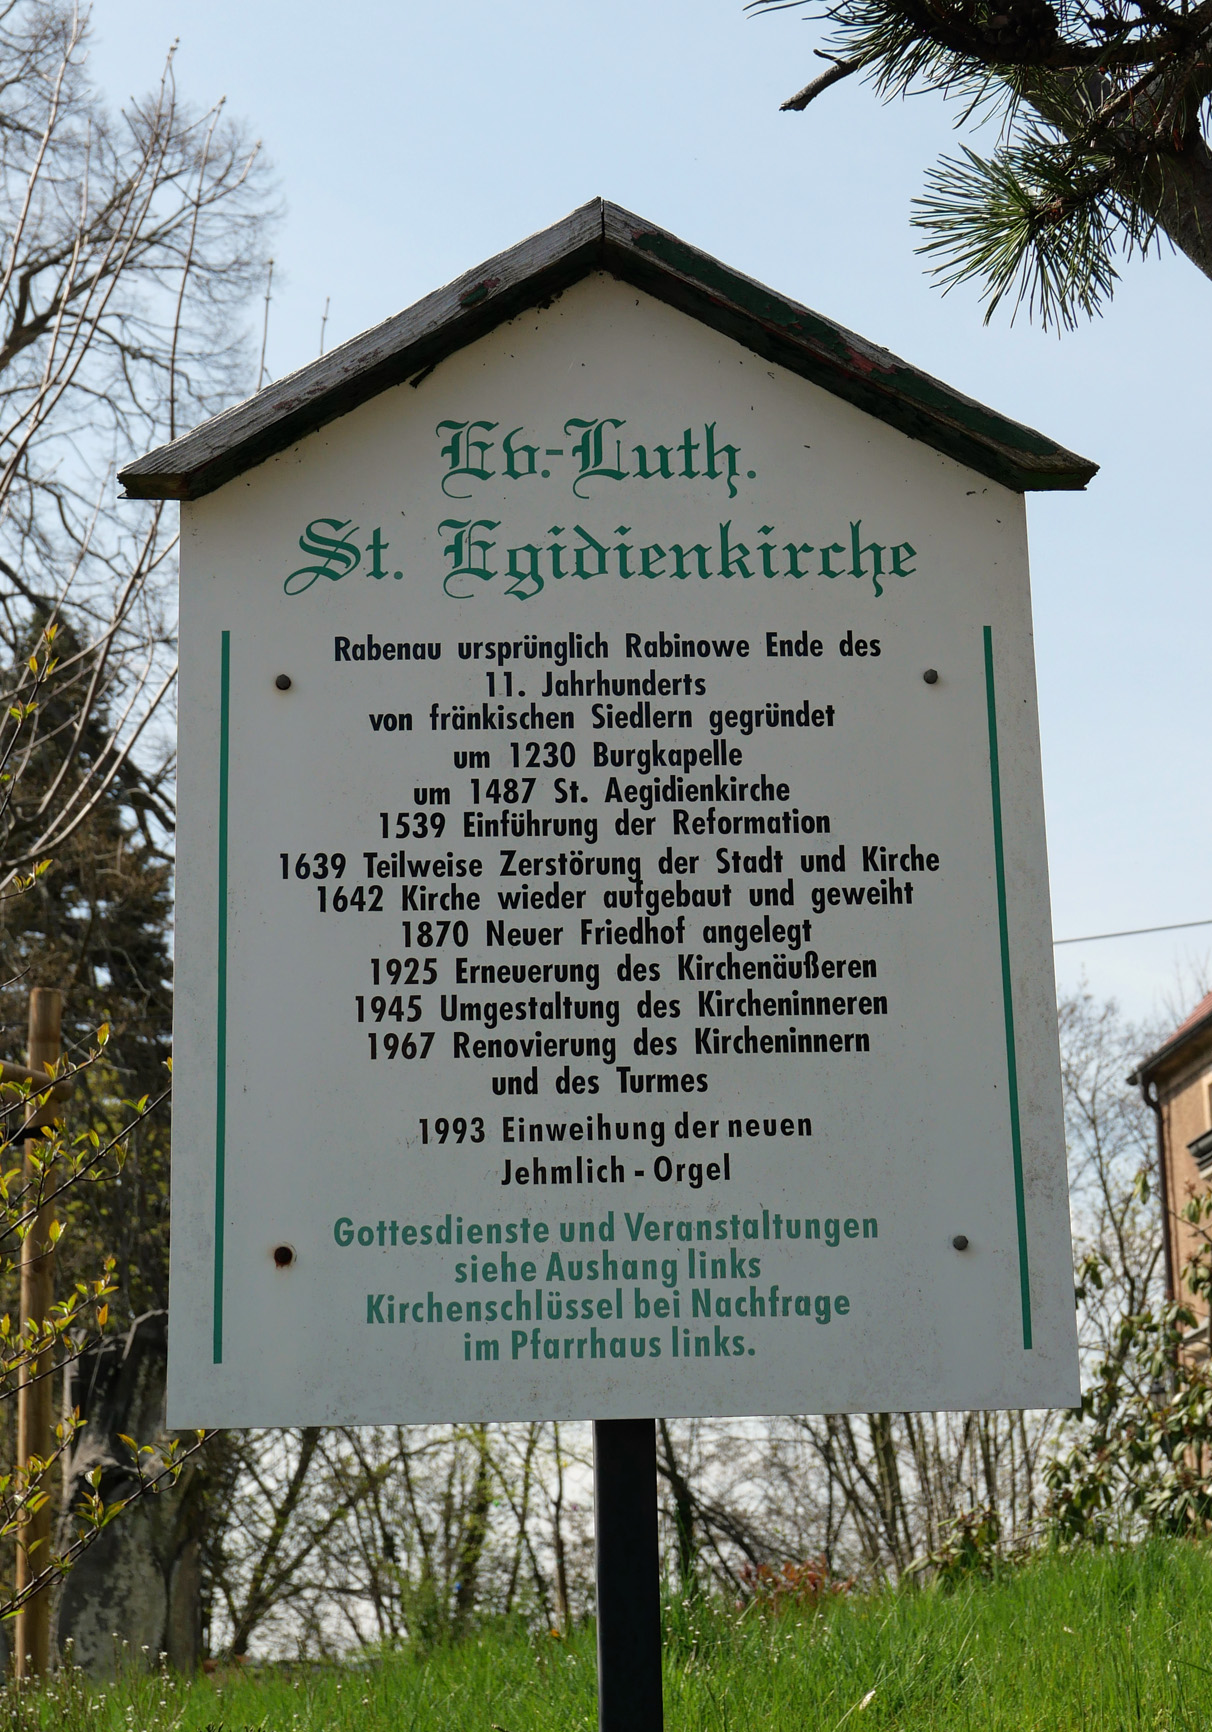 Ev.-Luth.
St. Egidienkirche
Rabenau ursprünglich Rabinowe Ende des
11. Jahrhunderts
von fränkischen Siedlern gegründet
um 1230 Burgkapelle
um 1487 St. Aegidienkirche
1539 Einführung der Reformation
1639 Teilweise Zerstörung der Stadt und Kirche
1642 Kirche wieder aufgebaut und geweiht
1870 Neuer Friedhof angelegt
1925 Erneuerung des Kirchenäußeren
1945 Umgestaltung des Kircheninneren
1967 Renovierung des Kircheninnern
und des Turmes
1993 Einweihung der neuen
Jehmlich - Orgel
Gottesdienste und Veranstaltungen
siehe Aushang links
Kirchenschlüssel bei Nachfrage
im Pfarrhaus links.